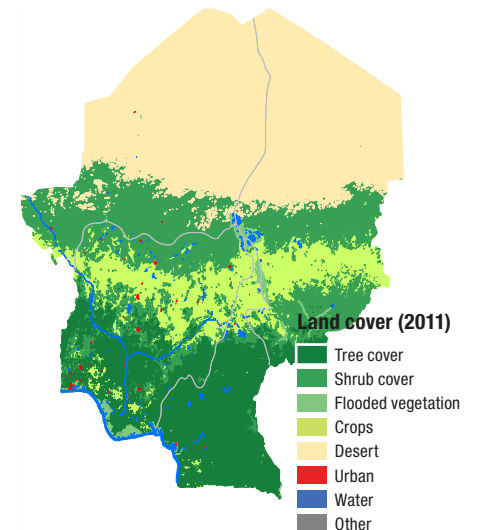 Land cover (2011)
Tree cover
Shrub cover
Flooded vegetation
Crops
Desert
Urban
Water
Other